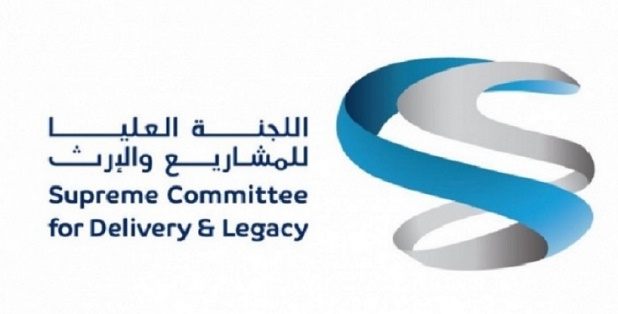 اللجنة العليا
للمشاريع والإرث
Supreme Committee
for Delivery & Legacy